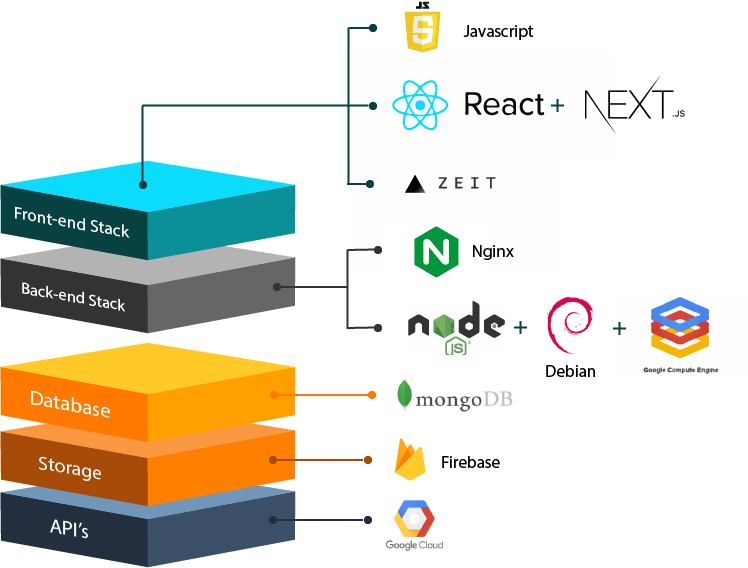 JS
Javascript
React + NEXT.JS
Front-end Stack
ZEIT
Nginx
Back-end Stack
node + Debian + Google Compute Engine
JS
Database
mongoDB
Storage
Firebase
API's
Google Cloud